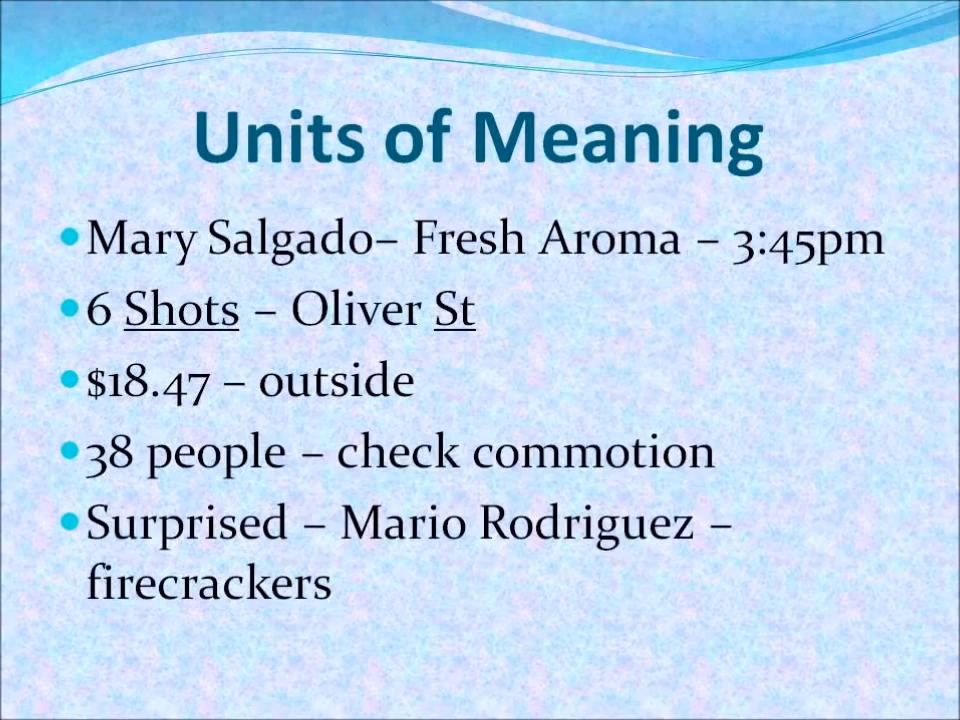 Units of Meaning
• Mary Salgado– Fresh Aroma – 3:45pm
• 6 Shots – Oliver St
• $18.47 – outside
• 38 people – check commotion
• Surprised – Mario Rodriguez –
firecrackers